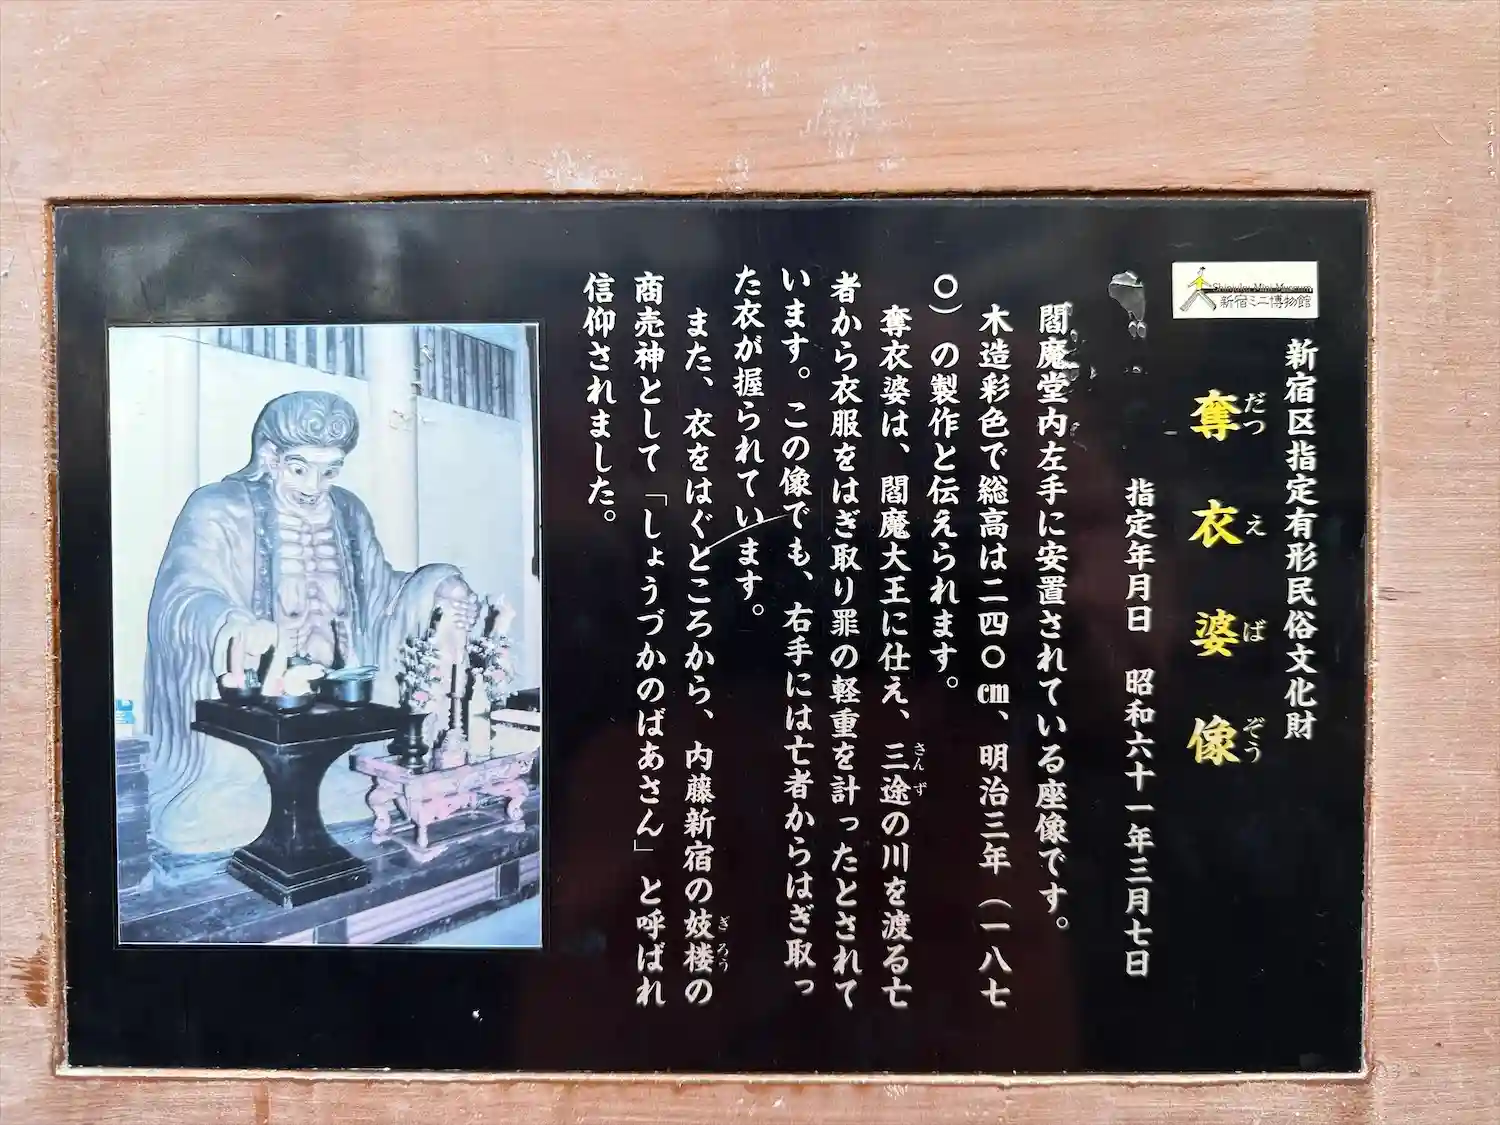 Shinjuku Mini Museum
新宿ミニ博物館
新宿区指定有形民俗文化財
奪衣婆像
だつえばぞう
指定年月日　昭和六十一年三月七日
閻魔堂内左手に安置されている座像です。
木造彩色で総高は二四〇㎝、明治三年（一八七
〇）の製作と伝えられます。
奪衣婆は、閻魔大王に仕え、三途の川を渡る亡
さんず
者から衣服をはぎ取り罪の軽重を計ったとされて
います。この像でも、右手には亡者からはぎ取っ
た衣が握られています。
また、衣をはぐところから、内藤新宿の妓楼の
ぎろう
商売神として「しょうづかのばあさん」と呼ばれ
信仰されました。